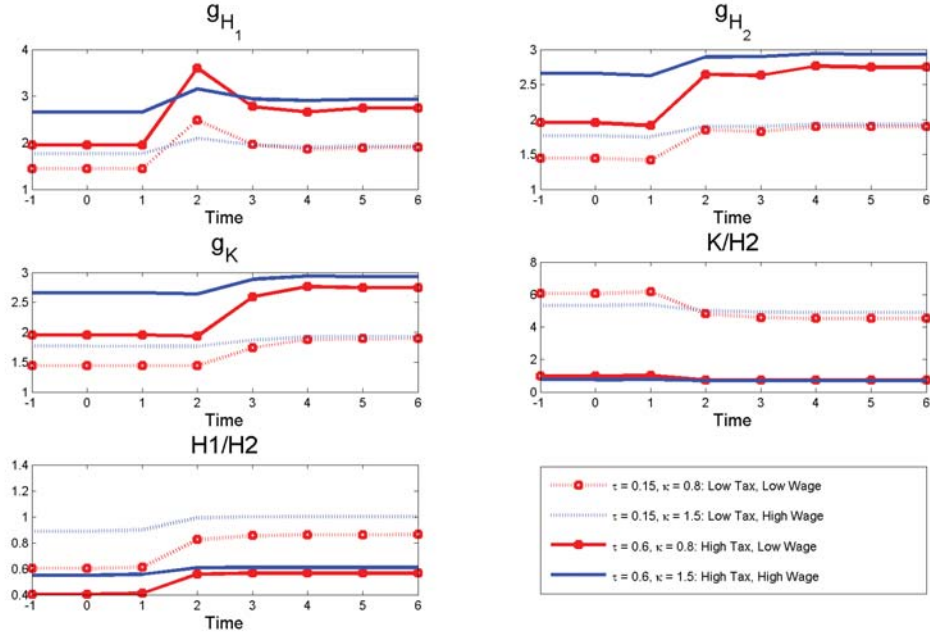 g_H_1
4
3
2
1
-1 0 1 2 3 4 5 6
Time
g_H_2
3
2.5
2
1.5
1
-1 0 1 2 3 4 5 6
Time
g_K
3
2.5
2
1.5
1
-1 0 1 2 3 4 5 6
Time
K/H2
8
6
4
2
0
-1 0 1 2 3 4 5 6
Time
H1/H2
1.4
1.2
1
0.8
0.6
0.4
-1 0 1 2 3 4 5 6
Time
τ = 0.15, κ = 0.8: Low Tax, Low Wage
τ = 0.15, κ = 1.5: Low Tax, High Wage
τ = 0.6, κ = 0.8: High Tax, Low Wage
τ = 0.6, κ = 1.5: High Tax, High Wage